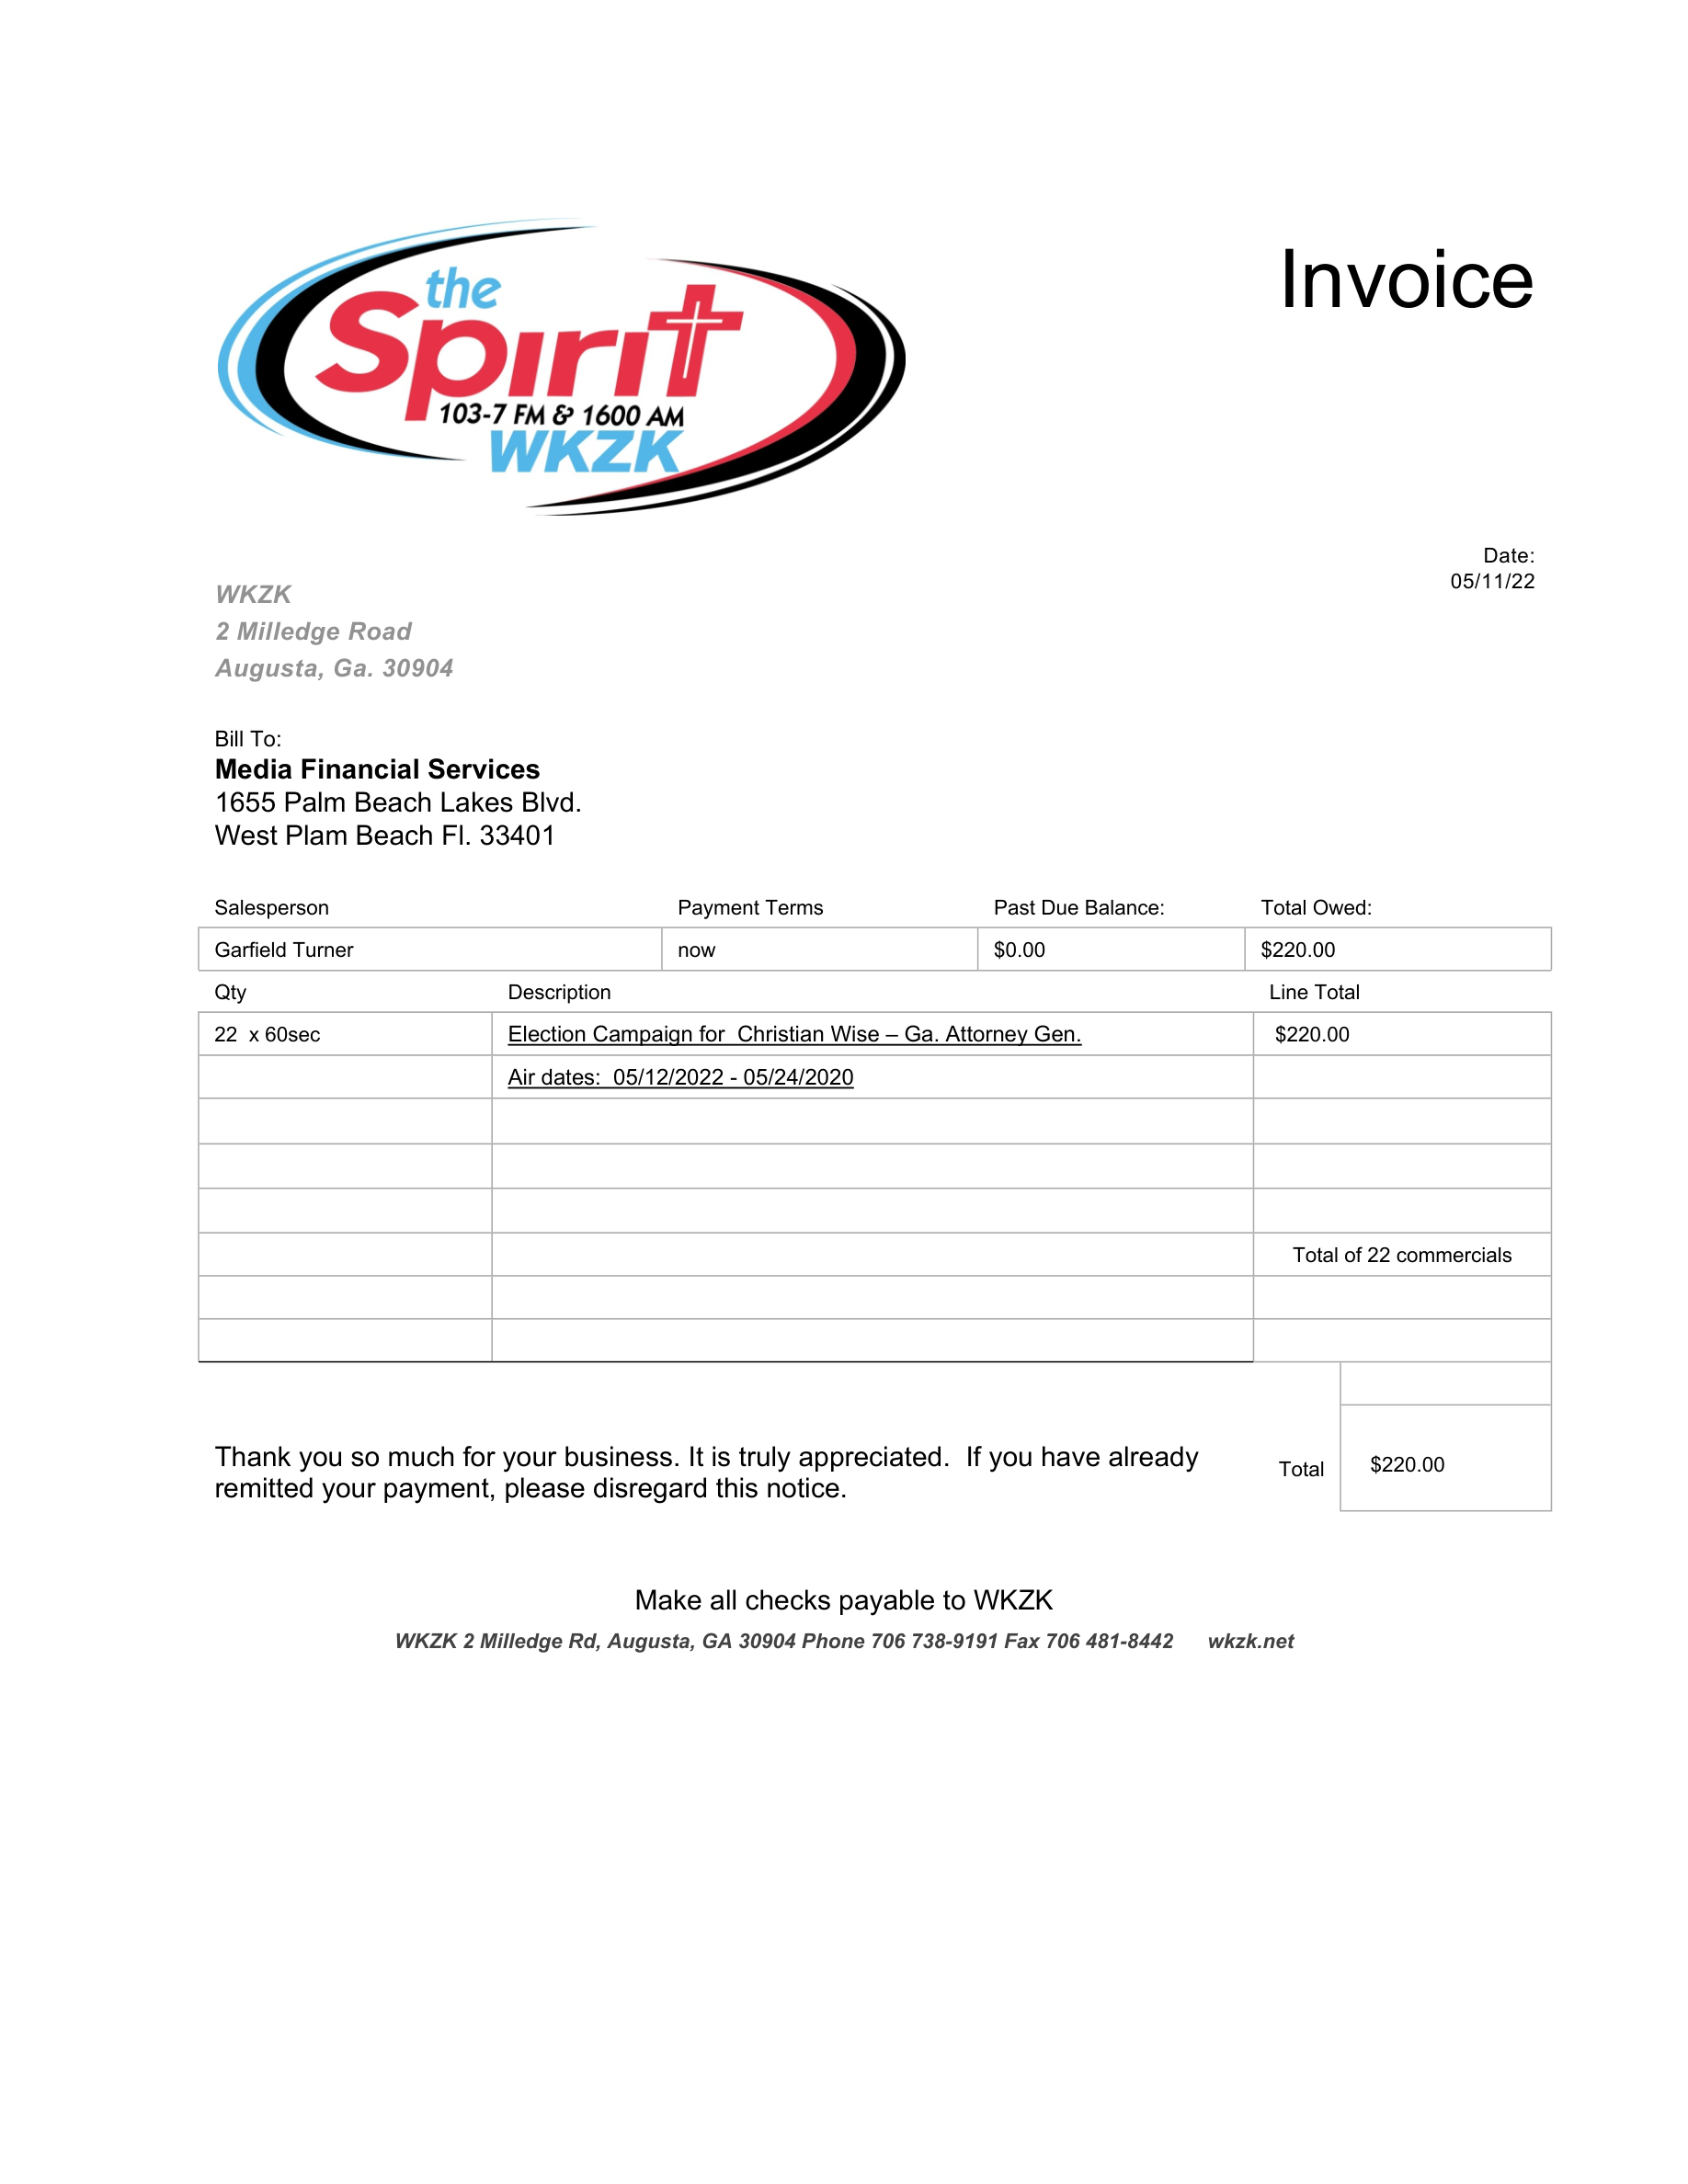 the
Spirit
103-7 FM & 1600 AM
WKZK
Invoice
Date:
05/11/22
WKZK
2 Milledge Road
Augusta, Ga. 30904
Bill To:
Media Financial Services
1655 Palm Beach Lakes Blvd.
West Plam Beach Fl. 33401
Salesperson Payment Terms Past Due Balance: Total Owed:
Garfield Turner now $0.00 $220.00
Qty Description Line Total
22 x 60sec Election Campaign for Christian Wise – Ga. Attorney Gen. $220.00
Air dates: 05/12/2022 - 05/24/2020
Total of 22 commercials
Thank you so much for your business. It is truly appreciated. If you have already
remitted your payment, please disregard this notice.
Total $220.00
Make all checks payable to WKZK
WKZK 2 Milledge Rd, Augusta, GA 30904 Phone 706 738-9191 Fax 706 481-8442 wkzk.net